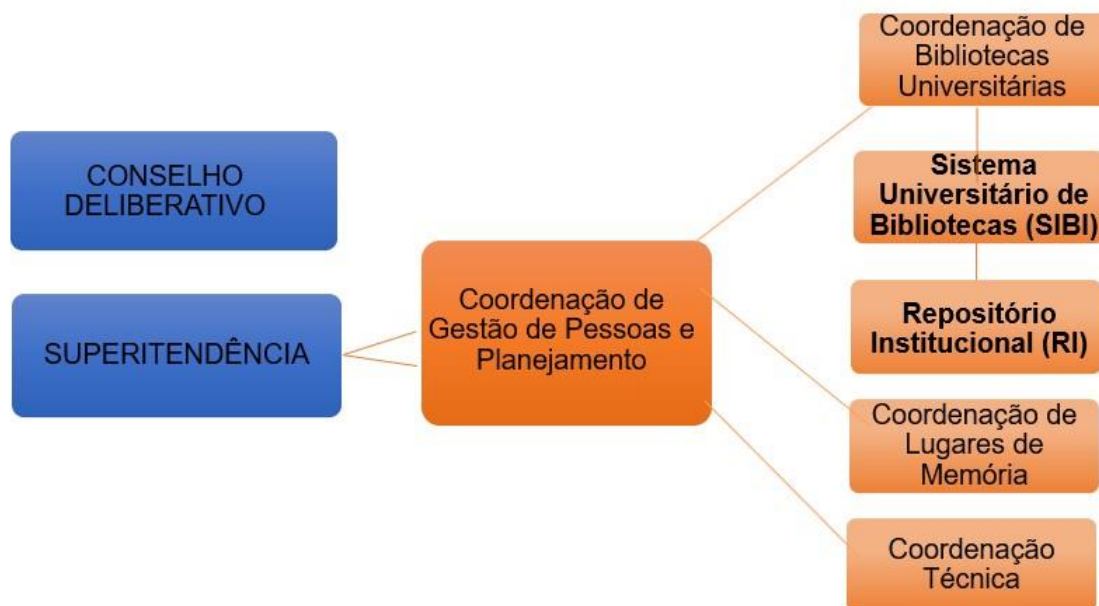 CONSELHO
DELIBERATIVO
SUPERITENDÊNCIA
Coordenação de
Gestão de Pessoas e
Planejamento
Coordenação de
Bibliotecas
Universitárias
Sistema
Universitário de
Bibliotecas (SIBI)
Repositório
Institucional (RI)
Coordenação de
Lugares de
Memória
Coordenação
Técnica